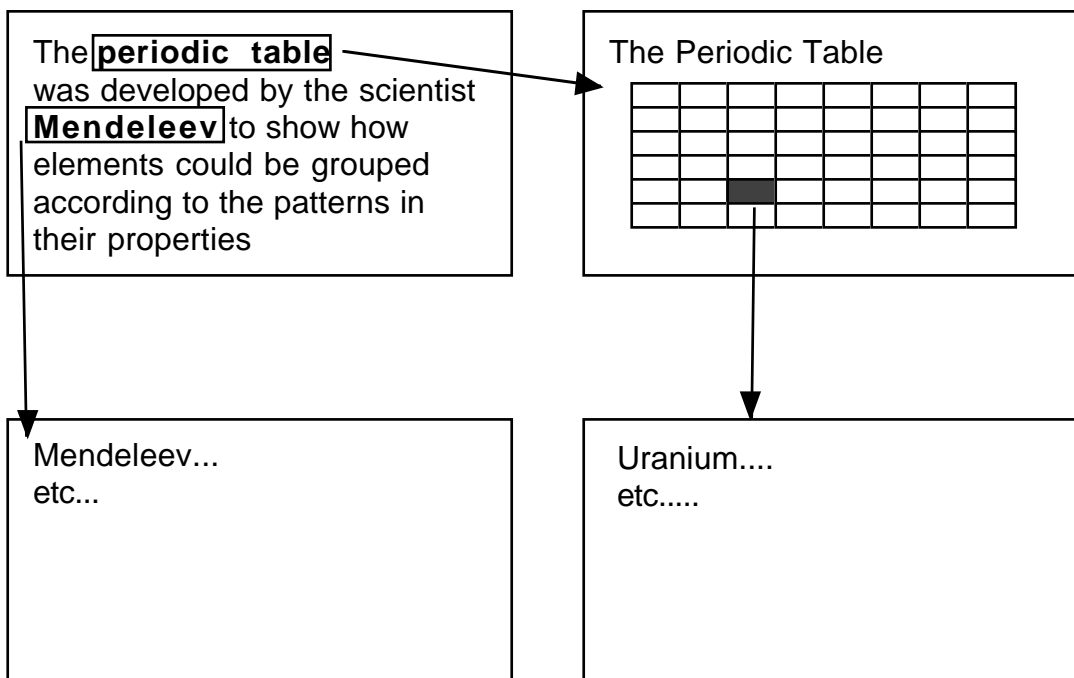 The periodic table
was developed by the scientist
Mendeleev to show how
elements could be grouped
according to the patterns in
their properties
The Periodic Table
Mendeleev...
etc...
Uranium....
etc.....